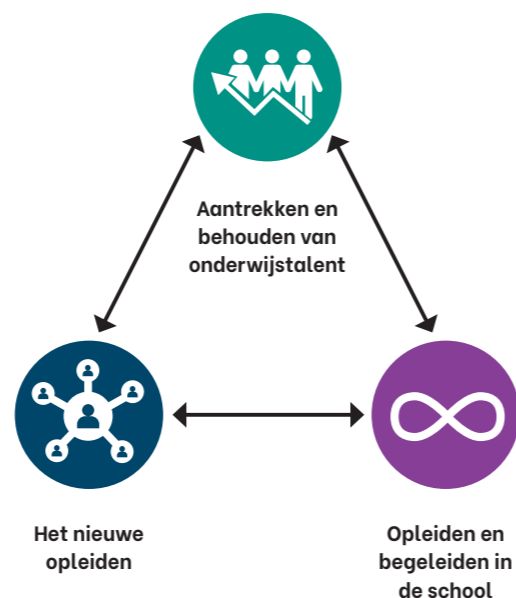 Aantrekken en
behouden van
onderwijstalent
Het nieuwe
opleiden
Opleiden en
begeleiden in
de school